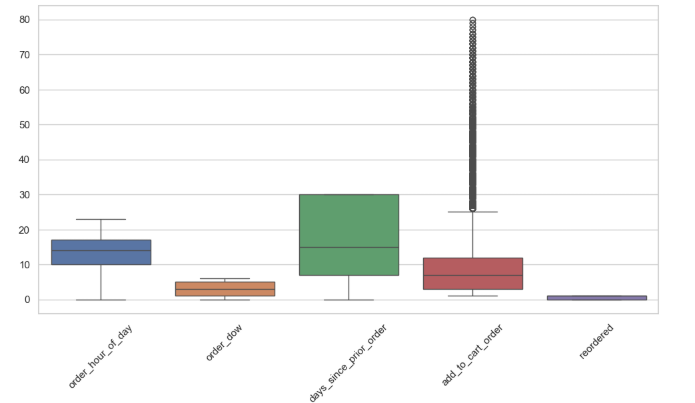 80
70
60
50
40
30
20
10
0
order_hour_of_day
order_dow
days_since_prior_order
add_to_cart_order
reordered